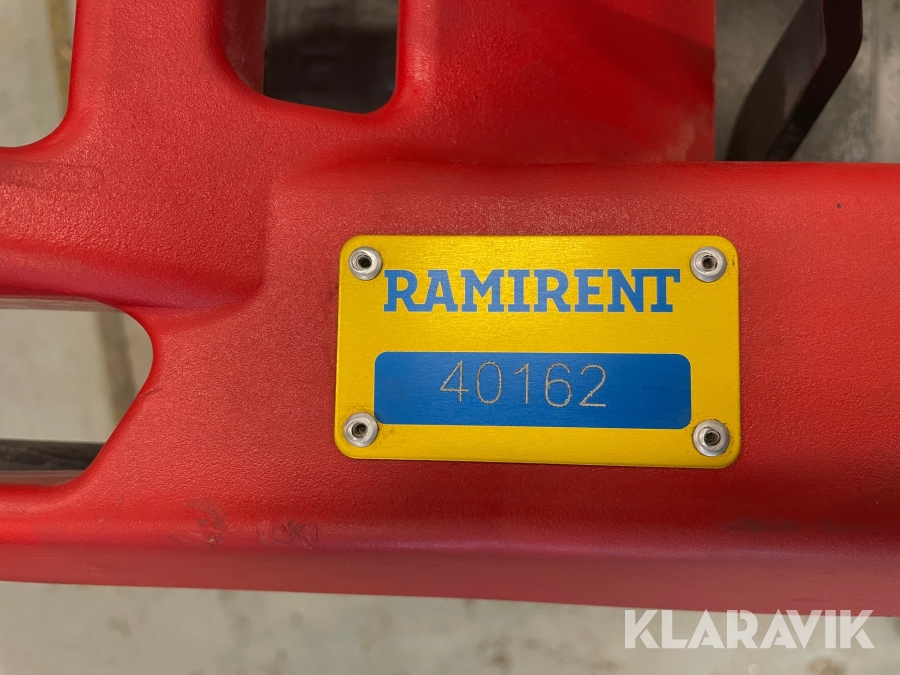 RAMIRENT
40162
KLARAVIK